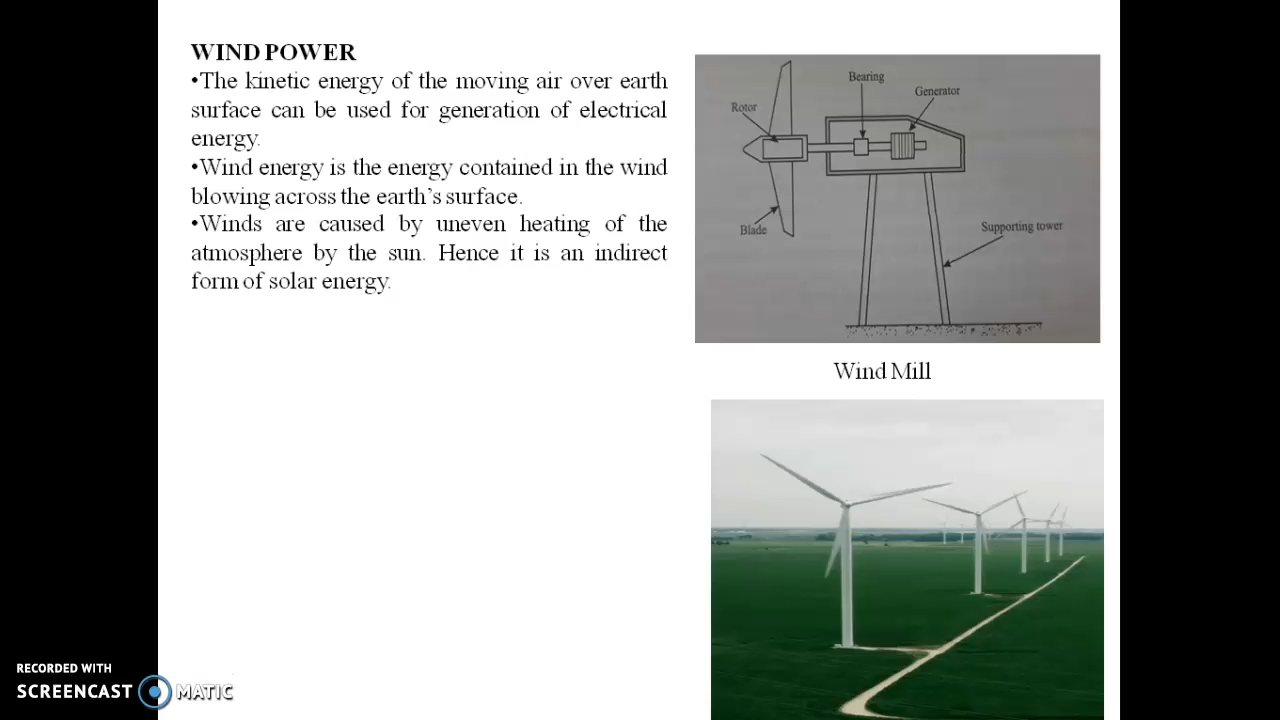 WIND POWER
•The kinetic energy of the moving air over earth
surface can be used for generation of electrical
energy.
•Wind energy is the energy contained in the wind
blowing across the earth’s surface.
•Winds are caused by uneven heating of the
atmosphere by the sun. Hence it is an indirect
form of solar energy.
Bearing
Generator
Rotor
Blade
Supporting tower
Wind Mill
RECORDED WITH
SCREENCAST MATIC